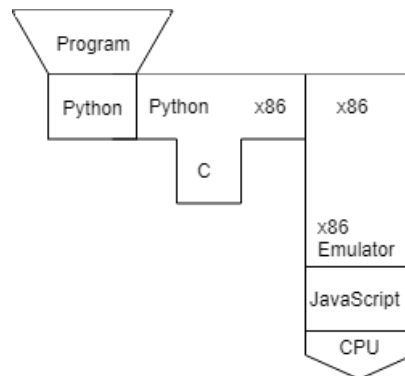 Program
Python
Python
x86
x86
C
x86
Emulator
JavaScript
CPU